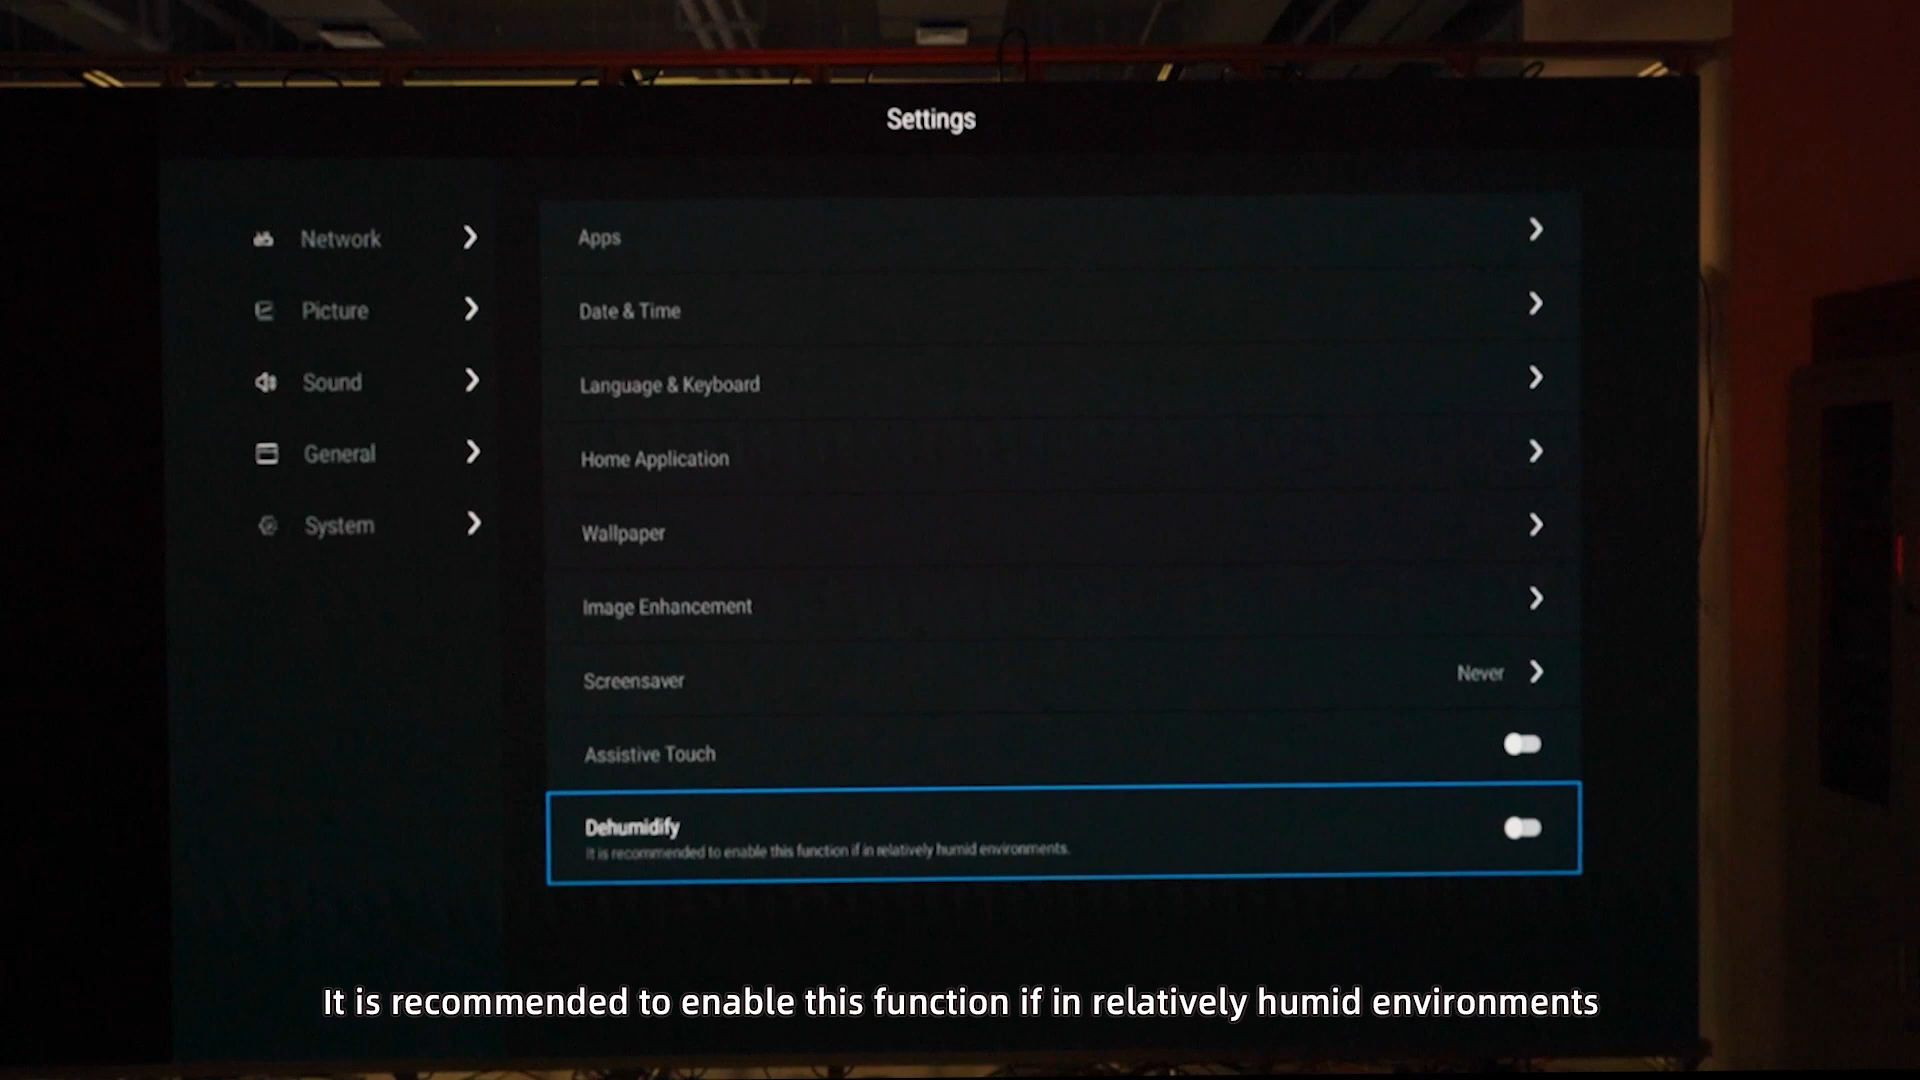 Settings
Network
Picture
Sound
General
System
Apps
Date & Time
Language & Keyboard
Home Application
Wallpaper
Image Enhancement
Screensaver
Never
Assistive Touch
Dehumidify
It is recommended to enable this function if in relatively humid environments.
It is recommended to enable this function if in relatively humid environments